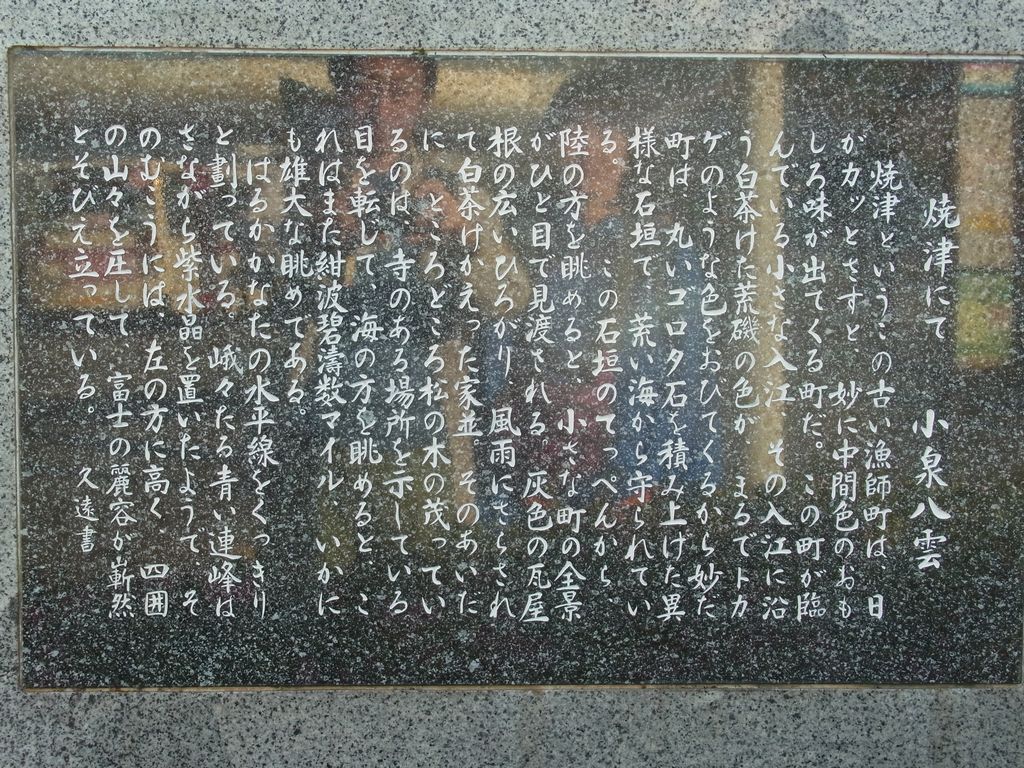 焼津にて 小泉八雲
焼津というこの古い漁師町は、日
がカッとさすと 妙に中間色のおも
しろ味が出てくる町だ。この町が臨
んでいる小さな入江 その入江に沿
う白茶けた荒磯の色が、まるでトカ
ゲのような色をおびてくるから妙だ
町は 丸いゴロタ石を積み上げた異
様な石垣で、荒い海から守られてい
る。 この石垣のてっぺんから、
陸の方を眺めると、小さな町の全景
がひと目で見渡される。灰色の瓦屋
根の広いひろがり、風雨にさらされ
て白茶けかえった家並。そのあいた
に、ところどころ松の木の茂ってい
るのは 寺のある場所を示している
目を転して、海の方を眺めると、こ
れはまた紺波碧濤数マイル いかに
も雄大な眺めてある。
はるかかなたの水平線をくっきり
と劃っている、峨々たる青い連峰は
さながら紫水晶を置いたようて、そ
のむこうには、左の方に高く 四囲
の山々を圧して 富士の麗容が嶄然
とそびえ立っている。 久遠書